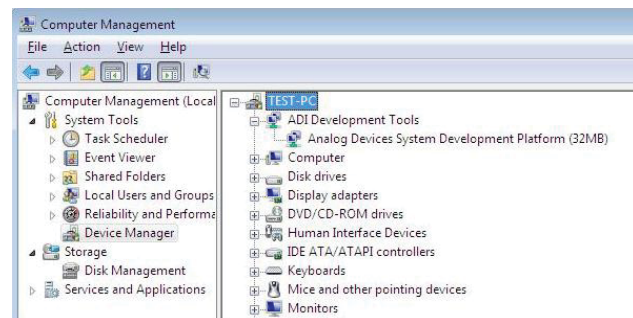 Computer Management
File Action View Help
Computer Management (Local
System Tools
Task Scheduler
Event Viewer
Shared Folders
Local Users and Groups
Reliability and Performa
Device Manager
Storage
Disk Management
Services and Applications
TEST-PC
ADI Development Tools
Analog Devices System Development Platform (32MB)
Computer
Disk drives
Display adapters
DVD/CD-ROM drives
Human Interface Devices
IDE ATA/ATAPI controllers
Keyboards
Mice and other pointing devices
Monitors